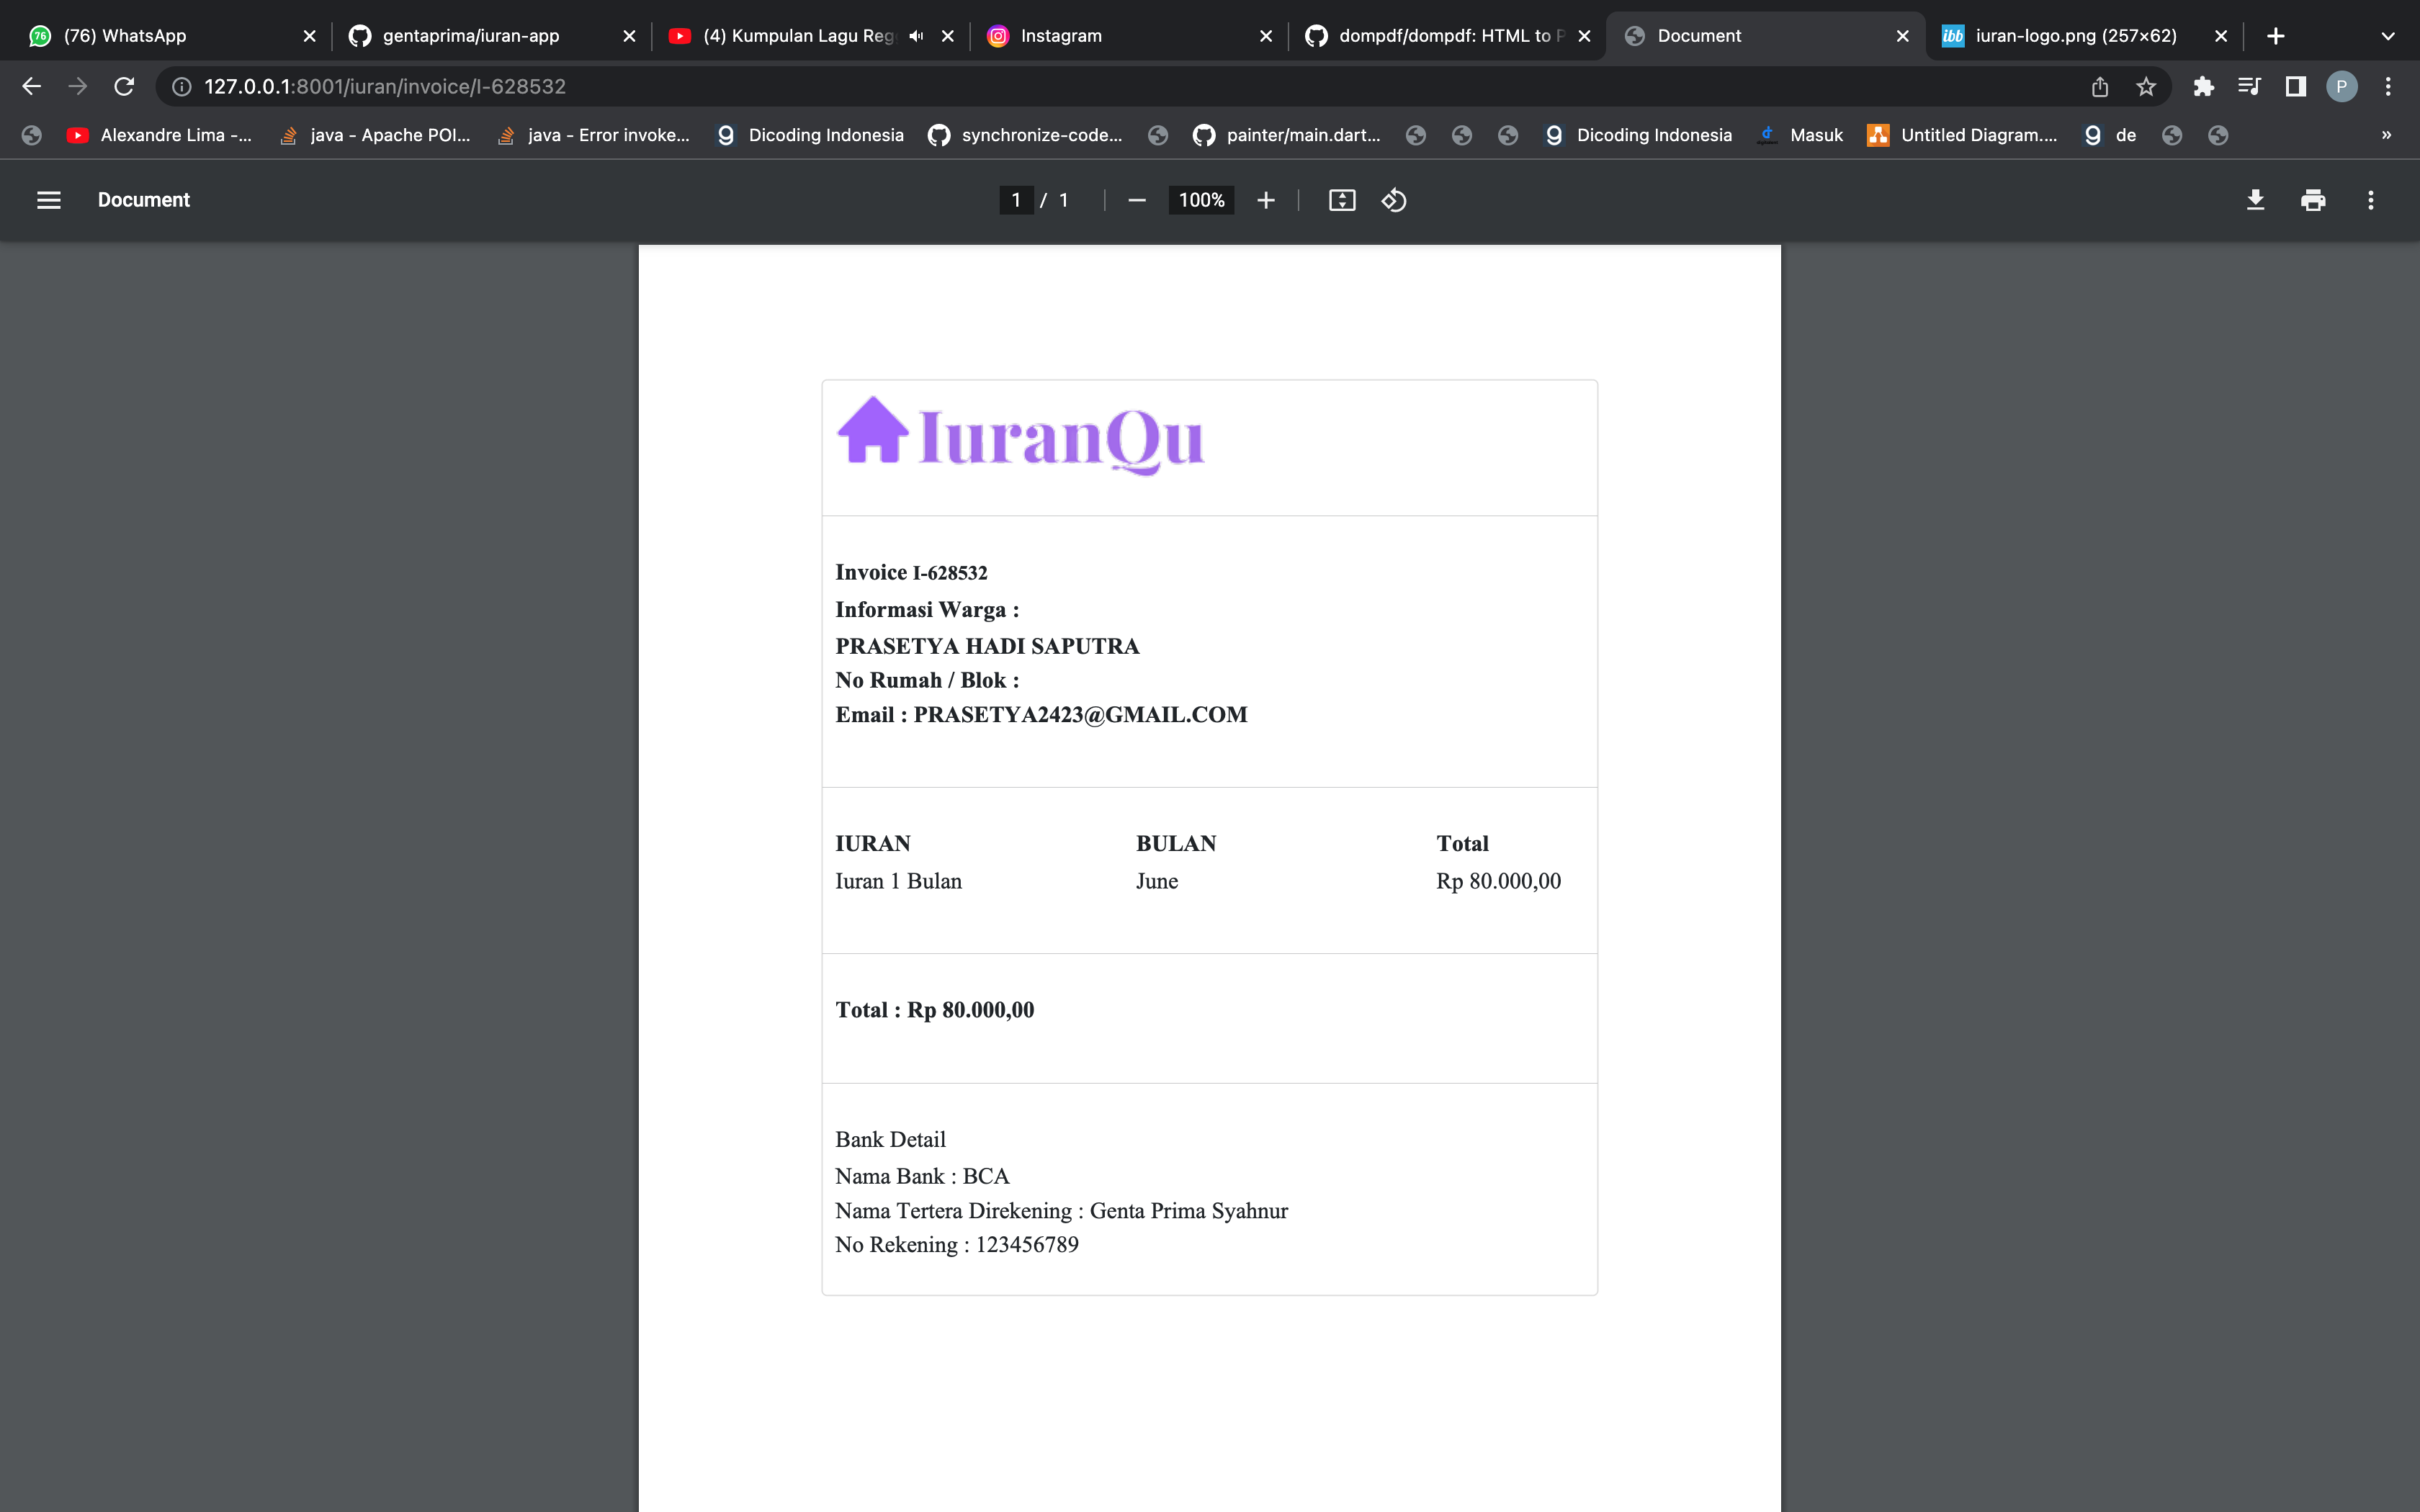 (76) WhatsApp
gentaprima/iuran-app
(4) Kumpulan Lagu Reg
Instagram
dompdf/dompdf: HTML to P
Document
ibb iuran-logo.png (257×62)
127.0.0.1:8001/iuran/invoice/I-628532
P
Alexandre Lima -...
java - Apache POI...
java - Error invoke...
Dicoding Indonesia
synchronize-code...
painter/main.dart...
Dicoding Indonesia
Masuk
Untitled Diagram....
de
»
Document
1 / 1
100%
IuranQu
Invoice I-628532
Informasi Warga :
PRASETYA HADI SAPUTRA
No Rumah / Blok :
Email : PRASETYA2423@GMAIL.COM
IURAN BULAN Total
Iuran 1 Bulan June Rp 80.000,00
Total : Rp 80.000,00
Bank Detail
Nama Bank : BCA
Nama Tertera Direkening : Genta Prima Syahnur
No Rekening : 123456789